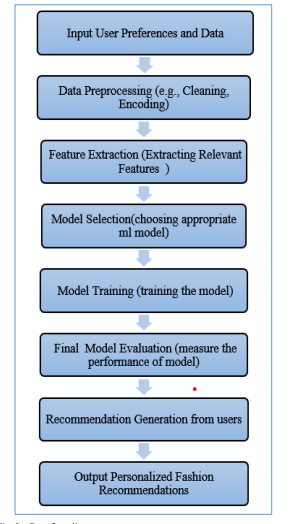 Input User Preferences and Data
Data Preprocessing (e.g., Cleaning,
Encoding)
Feature Extraction (Extracting Relevant
Features )
Model Selection(choosing appropriate
ml model)
Model Training (training the model)
Final Model Evaluation (measure the
performance of model)
Recommendation Generation from users
Output Personalized Fashion
Recommendations